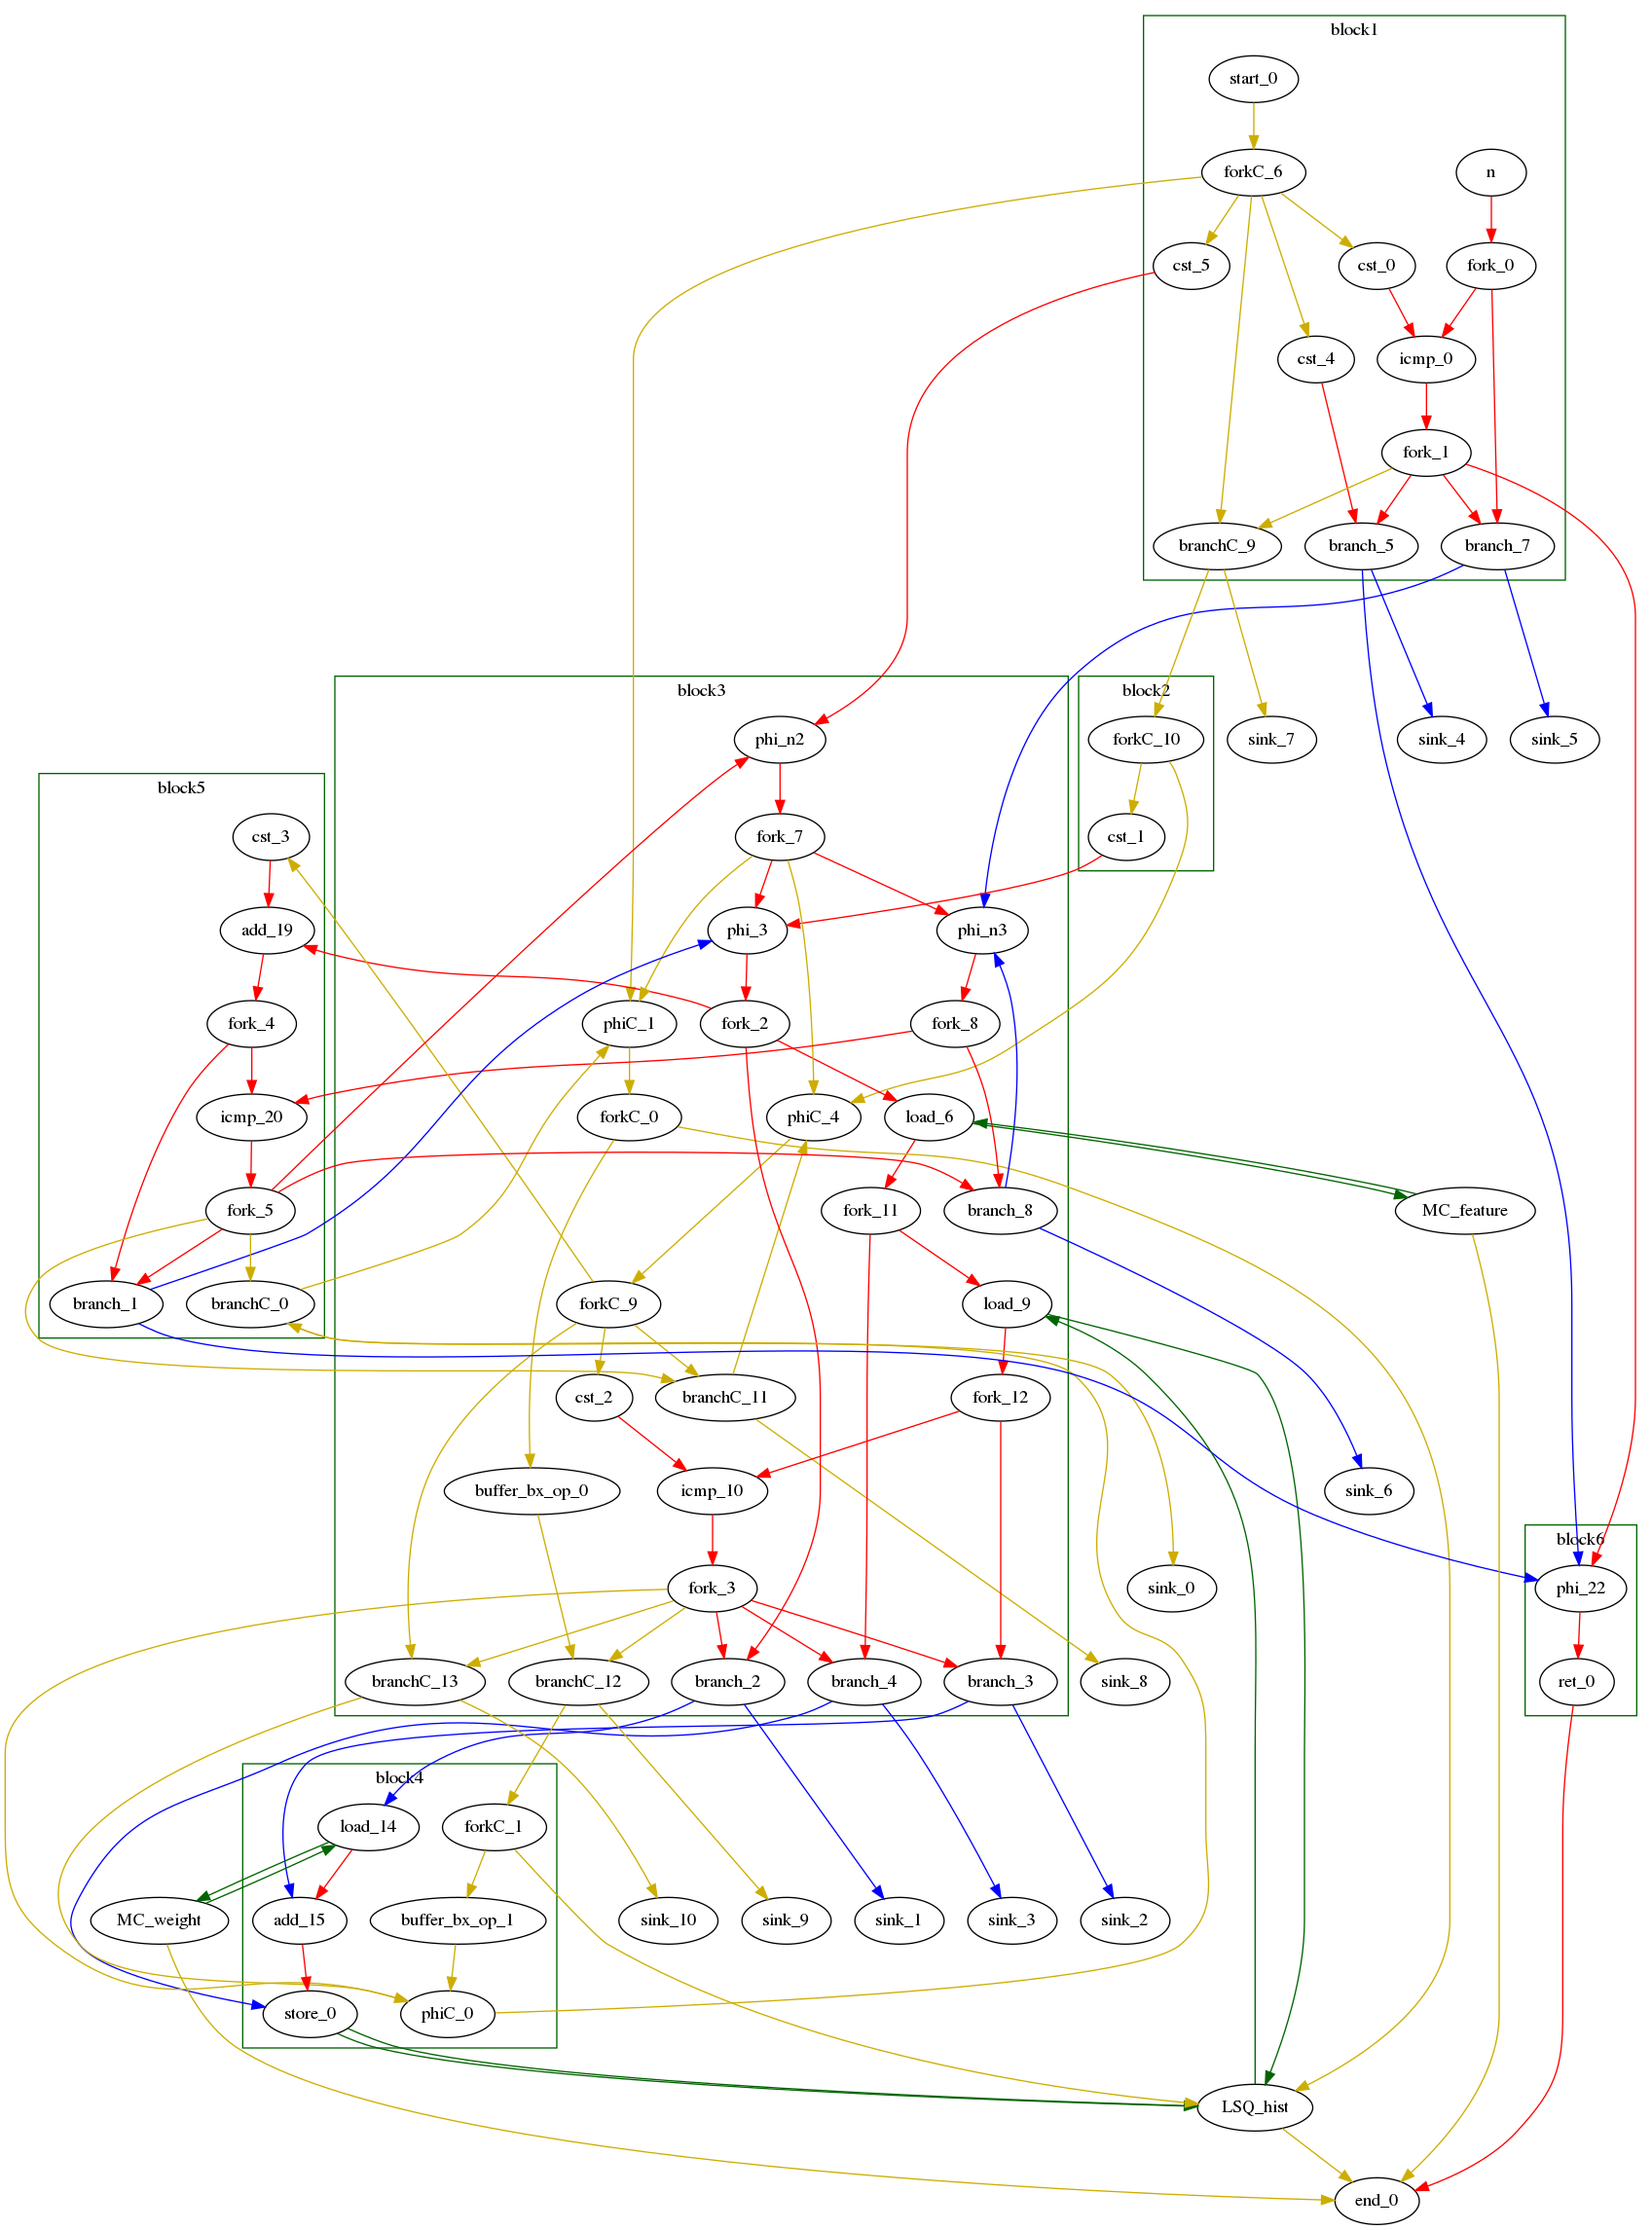 block1
start_0
forkC_6
n
cst_5
cst_0
fork_0
cst_4
icmp_0
fork_1
branchC_9
branch_5
branch_7
block3
block2
phi_n2
forkC_10
sink_7
sink_4
sink_5
block5
cst_3
fork_7
cst_1
add_19
phi_3
phi_n3
fork_4
phiC_1
fork_2
fork_8
icmp_20
forkC_0
phiC_4
load_6
fork_5
fork_11
branch_8
MC_feature
branch_1
branchC_0
forkC_9
load_9
cst_2
branchC_11
fork_12
buffer_bx_op_0
icmp_10
sink_6
block6
fork_3
sink_0
phi_22
branchC_13
branchC_12
branch_2
branch_4
branch_3
sink_8
ret_0
block4
load_14
forkC_1
MC_weight
add_15
buffer_bx_op_1
sink_10
sink_9
sink_1
sink_3
sink_2
store_0
phiC_0
LSQ_hist
end_0